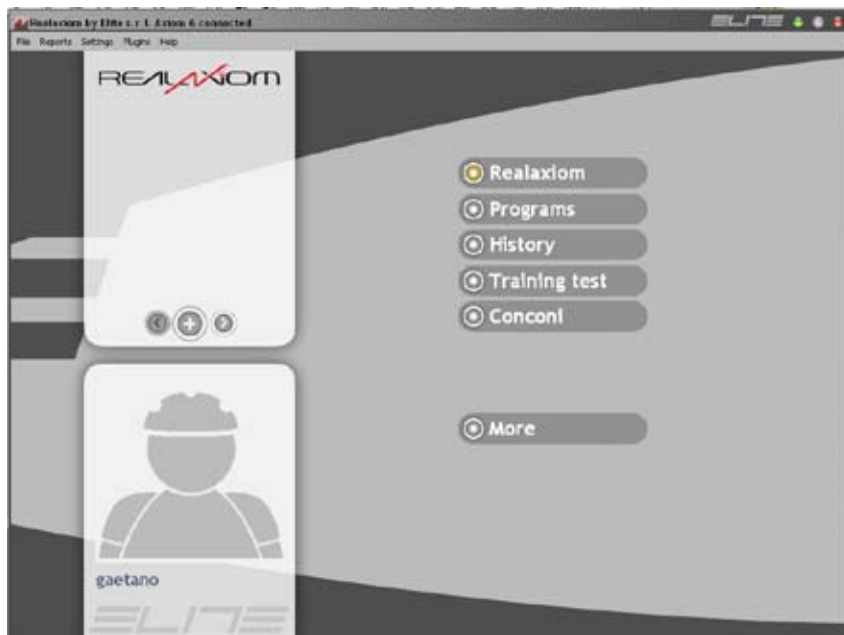 Realaxiom by Elite s.r.l. Axiom 6 connected
ELITE
File Reports Settings Plugins Help
REALAXIOM
Realaxiom
Programs
History
Training test
Conconi
More
gaetano
ELITE